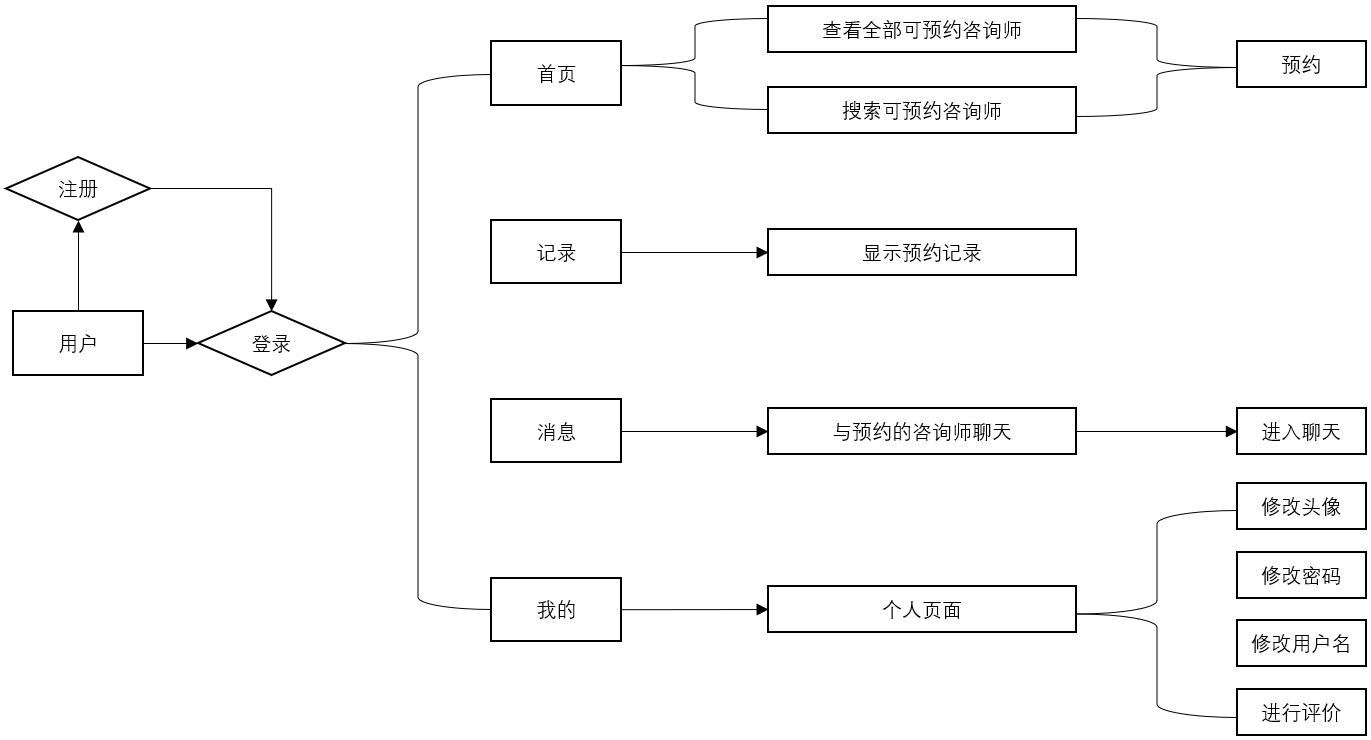 首页
查看全部可预约咨询师
搜索可预约咨询师
预约
注册
用户
登录
记录
显示预约记录
消息
与预约的咨询师聊天
进入聊天
我的
个人页面
修改头像
修改密码
修改用户名
进行评价